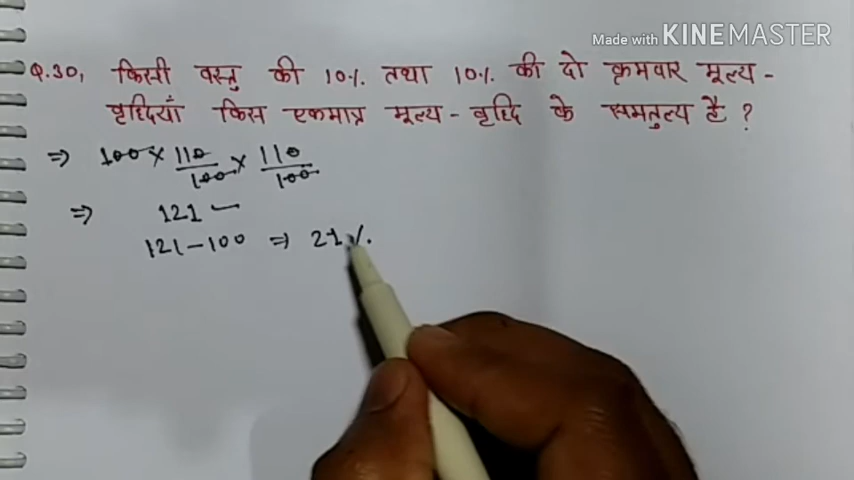 Made with KINEMASTER
Q.30, किसी वस्तु की 10% तथा 10% की दो क्रमवार मूल्य -
वृद्धियाँ किस एकमात्र मूल्य - वृद्धि के समतुल्य है ?
⇒ 100 × 110/100 × 110/100
⇒ 121 —
121 - 100 ⇒ 21%